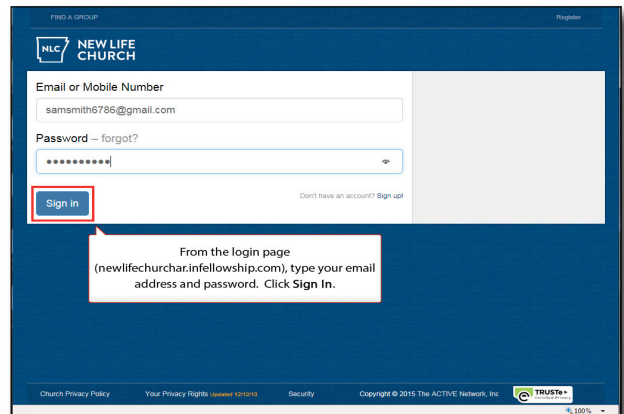 FIND A GROUP
Register
NLC NEW LIFE
CHURCH
Email or Mobile Number
samsmith6786@gmail.com
Password – forgot?
●●●●●●●●●●
Sign in
Don't have an account? Sign up!
From the login page
(newlifechurchar.infellowship.com), type your email
address and password. Click Sign In.
Church Privacy Policy
Your Privacy Rights Updated 12/12/13
Security
Copyright © 2015 The ACTIVE Network, Inc
TRUSTe
Certified Privacy
100%